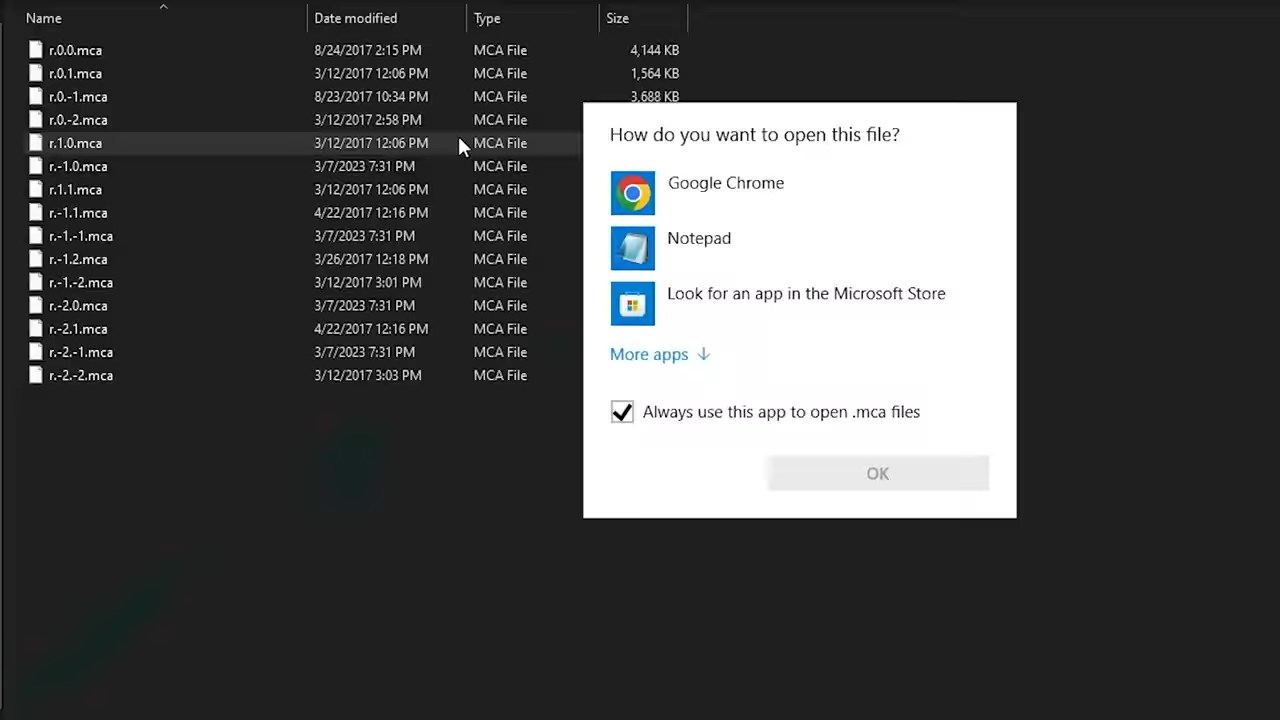 Name Date modified Type Size
r.0.0.mca 8/24/2017 2:15 PM MCA File 4,144 KB
r.0.1.mca 3/12/2017 12:06 PM MCA File 1,564 KB
r.0.-1.mca 8/23/2017 10:34 PM MCA File 3,688 KB
r.0.-2.mca 3/12/2017 2:58 PM MCA File
r.1.0.mca 3/12/2017 12:06 PM MCA File
r.-1.0.mca 3/7/2023 7:31 PM MCA File
r.1.1.mca 3/12/2017 12:06 PM MCA File
r.-1.1.mca 4/22/2017 12:16 PM MCA File
r.-1.-1.mca 3/7/2023 7:31 PM MCA File
r.-1.2.mca 3/26/2017 12:18 PM MCA File
r.-1.-2.mca 3/12/2017 3:01 PM MCA File
r.-2.0.mca 3/7/2023 7:31 PM MCA File
r.-2.1.mca 4/22/2017 12:16 PM MCA File
r.-2.-1.mca 3/7/2023 7:31 PM MCA File
r.-2.-2.mca 3/12/2017 3:03 PM MCA File
How do you want to open this file?
Google Chrome
Notepad
Look for an app in the Microsoft Store
More apps
Always use this app to open .mca files
OK